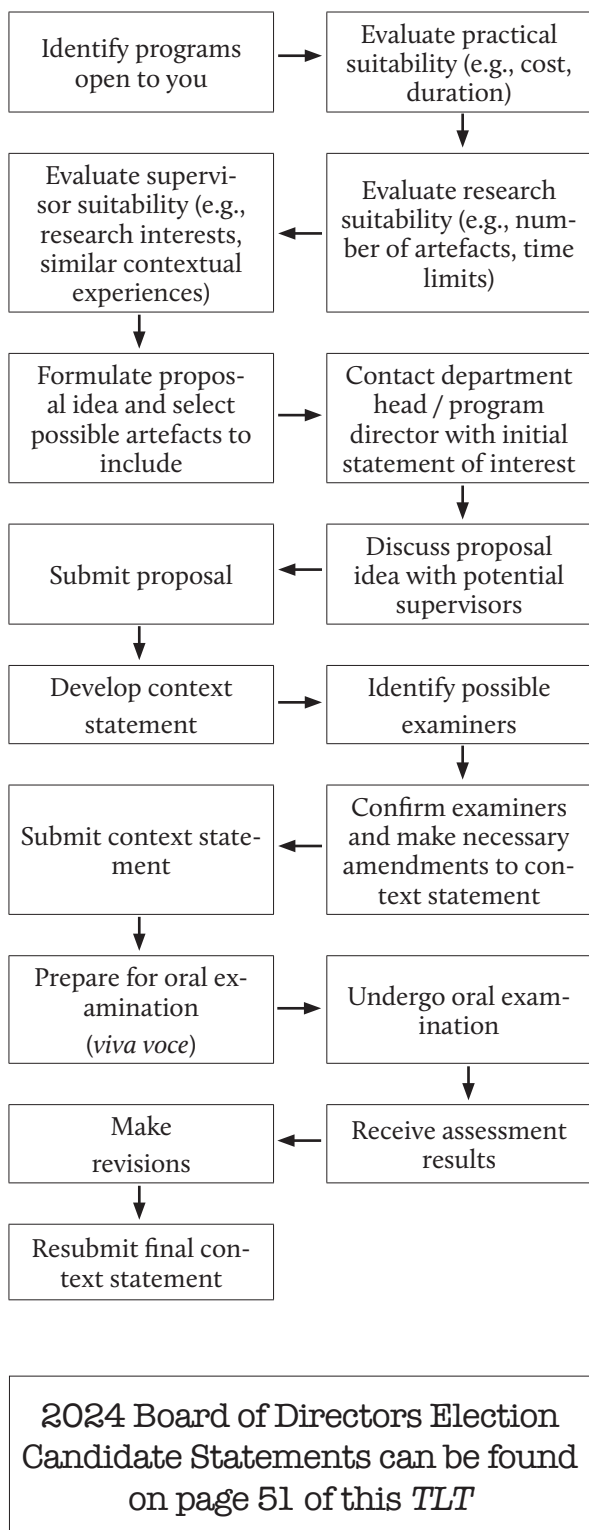 Identify programs
open to you
Evaluate practical
suitability (e.g., cost,
duration)
Evaluate research
suitability (e.g., num-
ber of artefacts, time
limits)
Evaluate supervi-
sor suitability (e.g.,
research interests,
similar contextual
experiences)
Formulate propos-
al idea and select
possible artefacts to
include
Contact department
head / program
director with initial
statement of interest
Discuss proposal
idea with potential
supervisors
Submit proposal
Develop context
statement
Identify possible
examiners
Confirm examiners
and make necessary
amendments to con-
text statement
Submit context state-
ment
Prepare for oral ex-
amination
(viva voce)
Undergo oral exam-
ination
Receive assessment
results
Make
revisions
Resubmit final con-
text statement
2024 Board of Directors Election
Candidate Statements can be found
on page 51 of this TLT